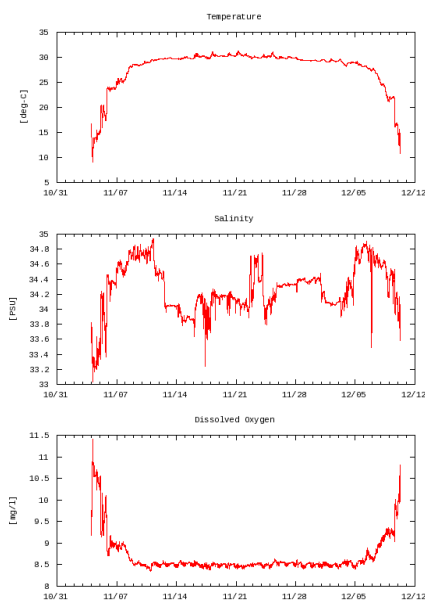 Temperature
35
30
25
20
15
10
5
[deg-C]
10/31 11/07 11/14 11/21 11/28 12/05 12/12
Salinity
35
34.8
34.6
34.4
34.2
34
33.8
33.6
33.4
33.2
33
[PSU]
10/31 11/07 11/14 11/21 11/28 12/05 12/12
Dissolved Oxygen
11.5
11
10.5
10
9.5
9
8.5
8
[mg/l]
10/31 11/07 11/14 11/21 11/28 12/05 12/12